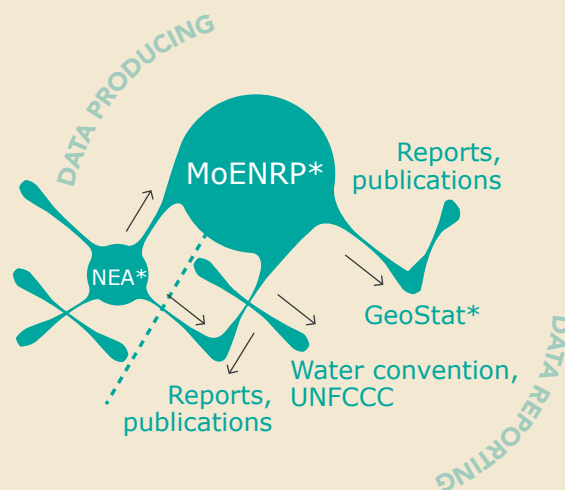 DATA PRODUCING
MoENRP*
Reports,
publications
NEA*
GeoStat*
Water convention,
UNFCCC
Reports,
publications
DATA REPORTING